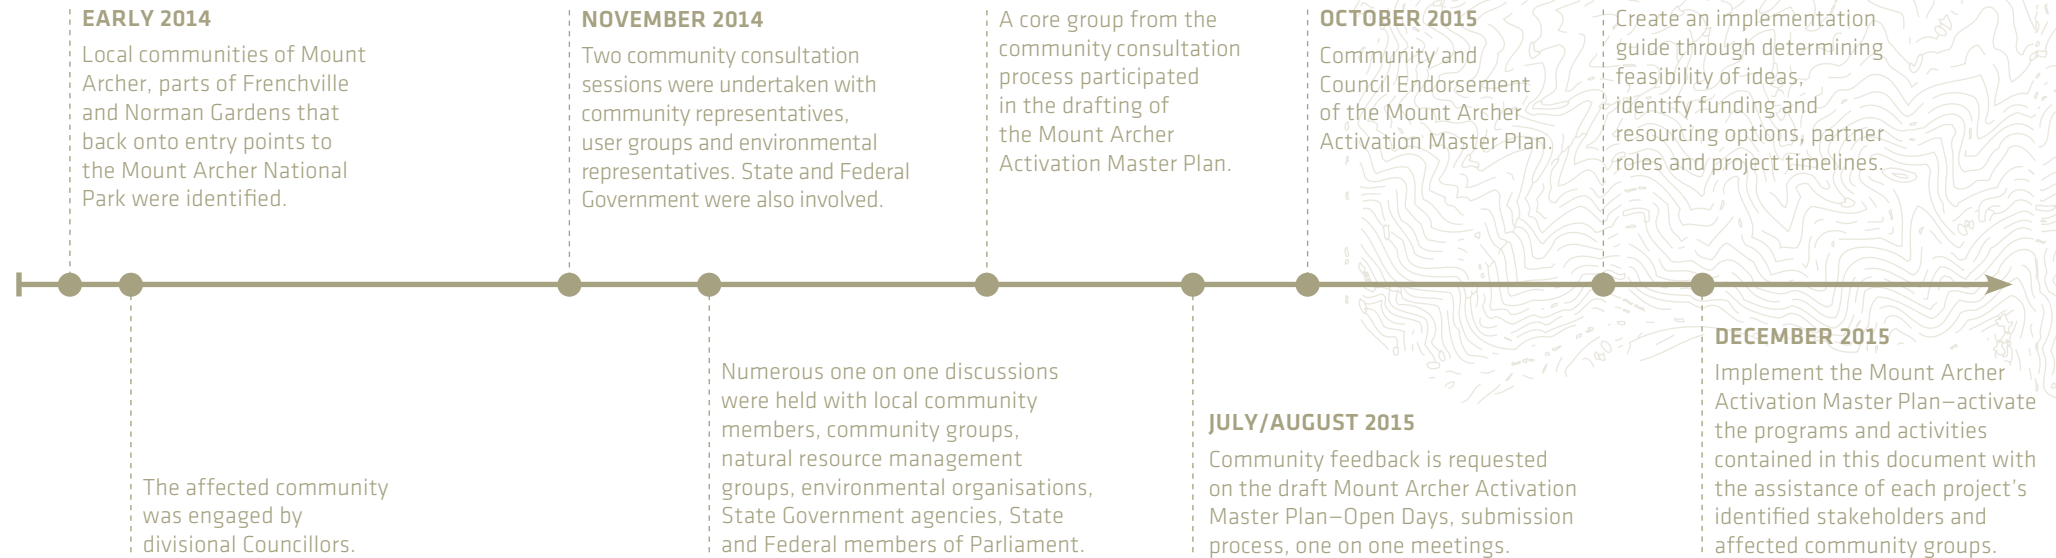 EARLY 2014
Local communities of Mount
Archer, parts of Frenchville
and Norman Gardens that
back onto entry points to
the Mount Archer National
Park were identified.
The affected community
was engaged by
divisional Councillors.
NOVEMBER 2014
Two community consultation
sessions were undertaken with
community representatives,
user groups and environmental
representatives. State and Federal
Government were also involved.
Numerous one on one discussions
were held with local community
members, community groups,
natural resource management
groups, environmental organisations,
State Government agencies, State
and Federal members of Parliament.
A core group from the
community consultation
process participated
in the drafting of
the Mount Archer
Activation Master Plan.
JULY/AUGUST 2015
Community feedback is requested
on the draft Mount Archer Activation
Master Plan—Open Days, submission
process, one on one meetings.
OCTOBER 2015
Community and
Council Endorsement
of the Mount Archer
Activation Master Plan.
Create an implementation
guide through determining
feasibility of ideas,
identify funding and
resourcing options, partner
roles and project timelines.
DECEMBER 2015
Implement the Mount Archer
Activation Master Plan—activate
the programs and activities
contained in this document with
the assistance of each project's
identified stakeholders and
affected community groups.